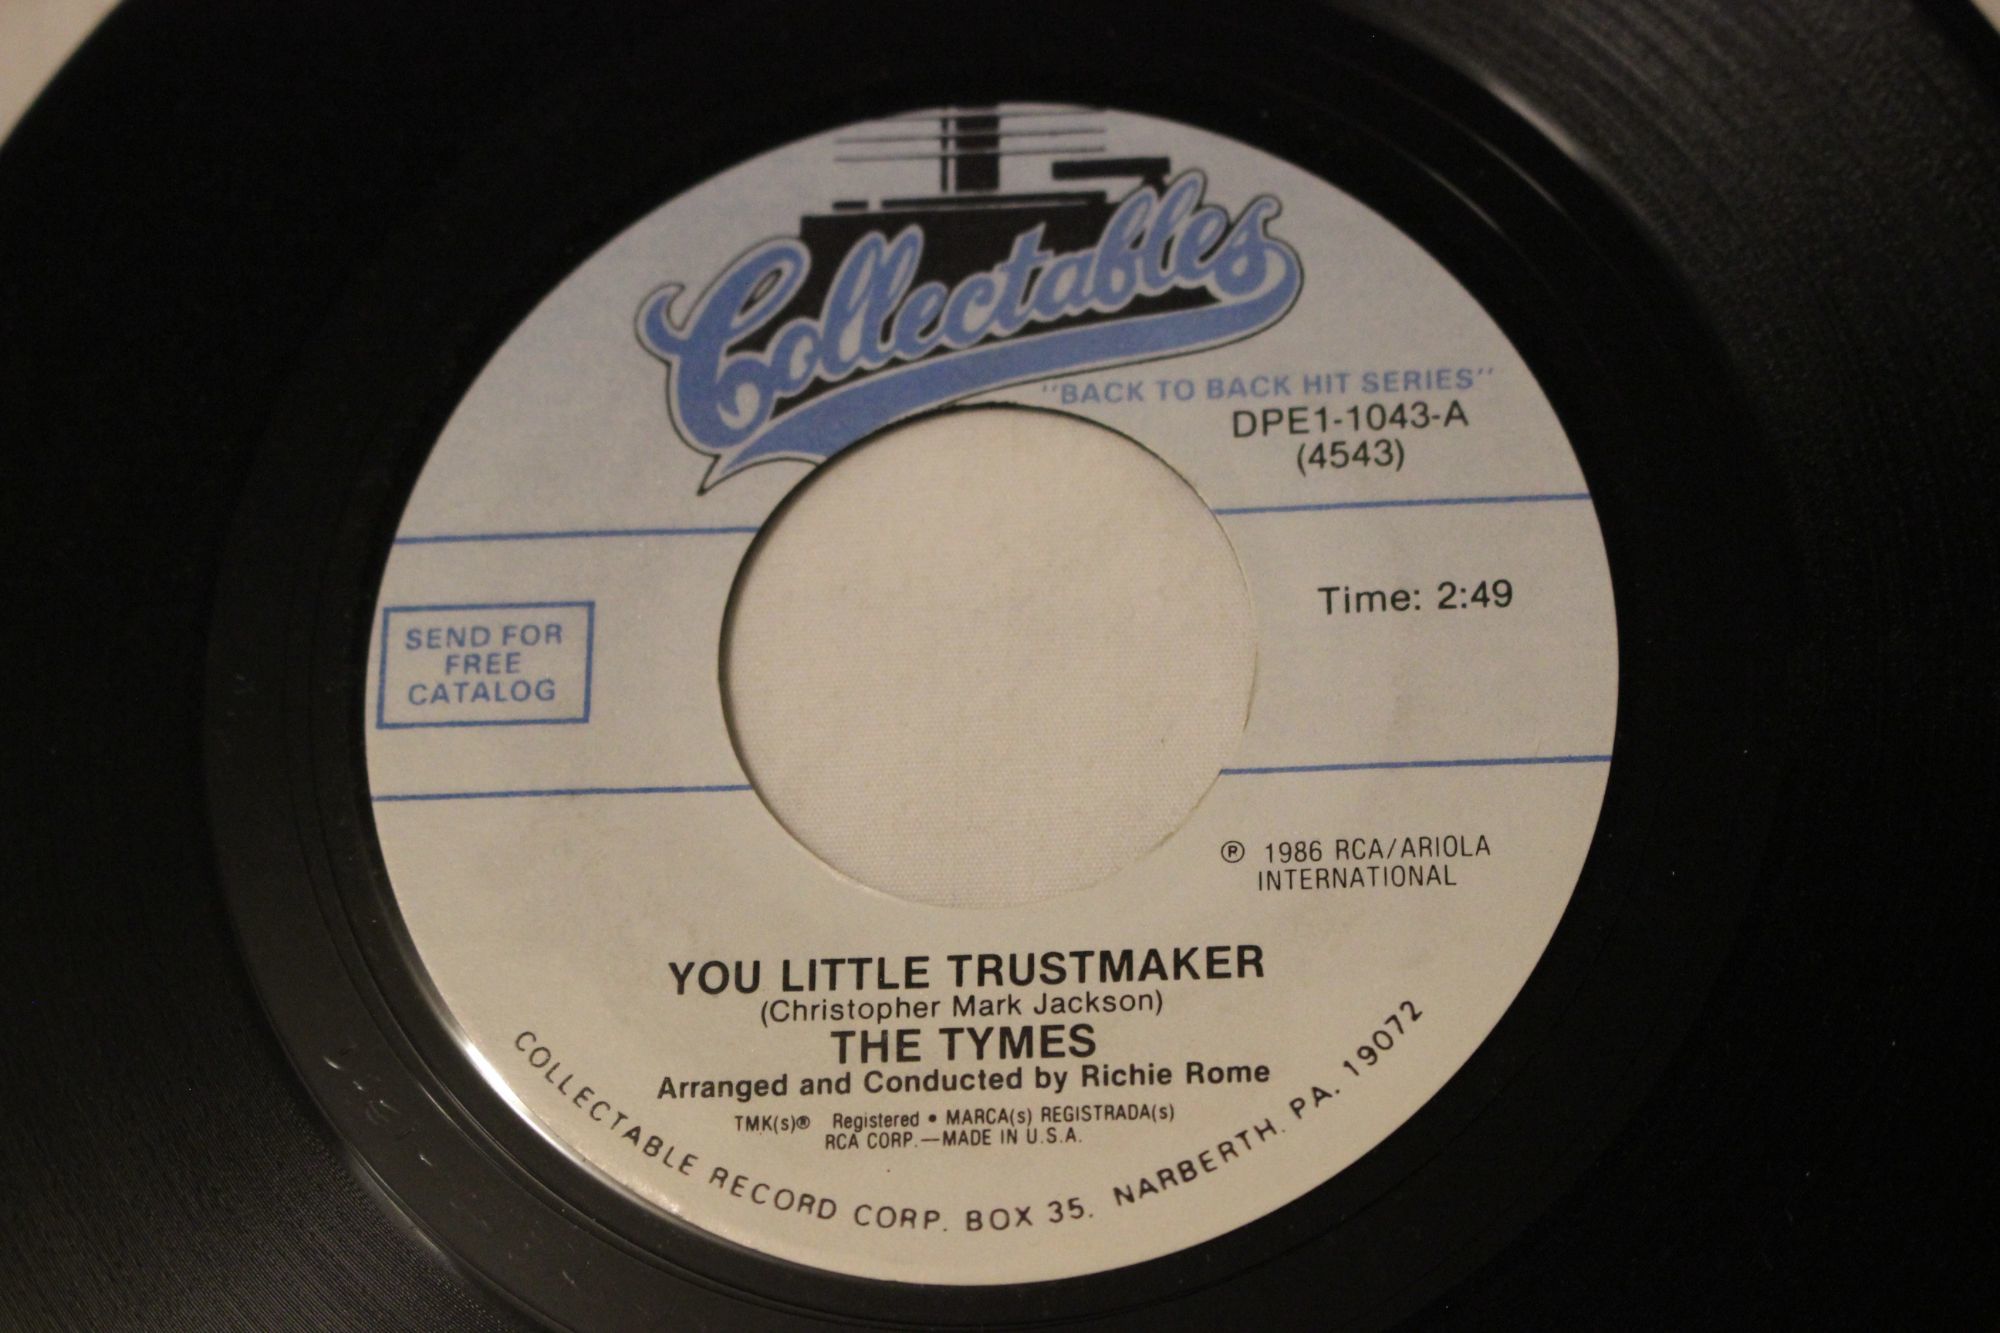 Collectables
"BACK TO BACK HIT SERIES"
DPE1-1043-A
(4543)
Time: 2:49
SEND FOR
FREE
CATALOG
℗ 1986 RCA/ARIOLA
INTERNATIONAL
YOU LITTLE TRUSTMAKER
(Christopher Mark Jackson)
THE TYMES
Arranged and Conducted by Richie Rome
TMK(s)® Registered • MARCA(s) REGISTRADA(s)
RCA CORP.—MADE IN U.S.A.
COLLECTABLE RECORD CORP. BOX 35. NARBERTH. PA. 19072